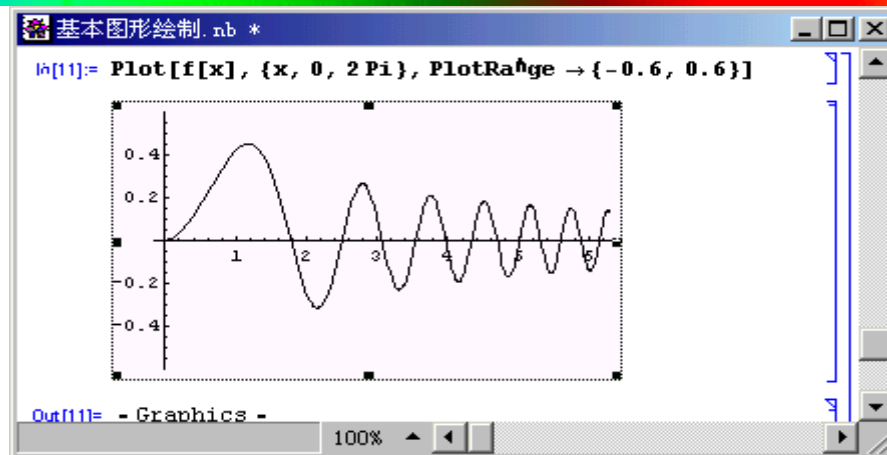 基本图形绘制.nb *
In[11]:= Plot[f[x], {x, 0, 2 Pi}, PlotRange → {-0.6, 0.6}]
0.4
0.2
1 2 3 4 5 6
-0.2
-0.4
Out[11]= - Graphics -
100%